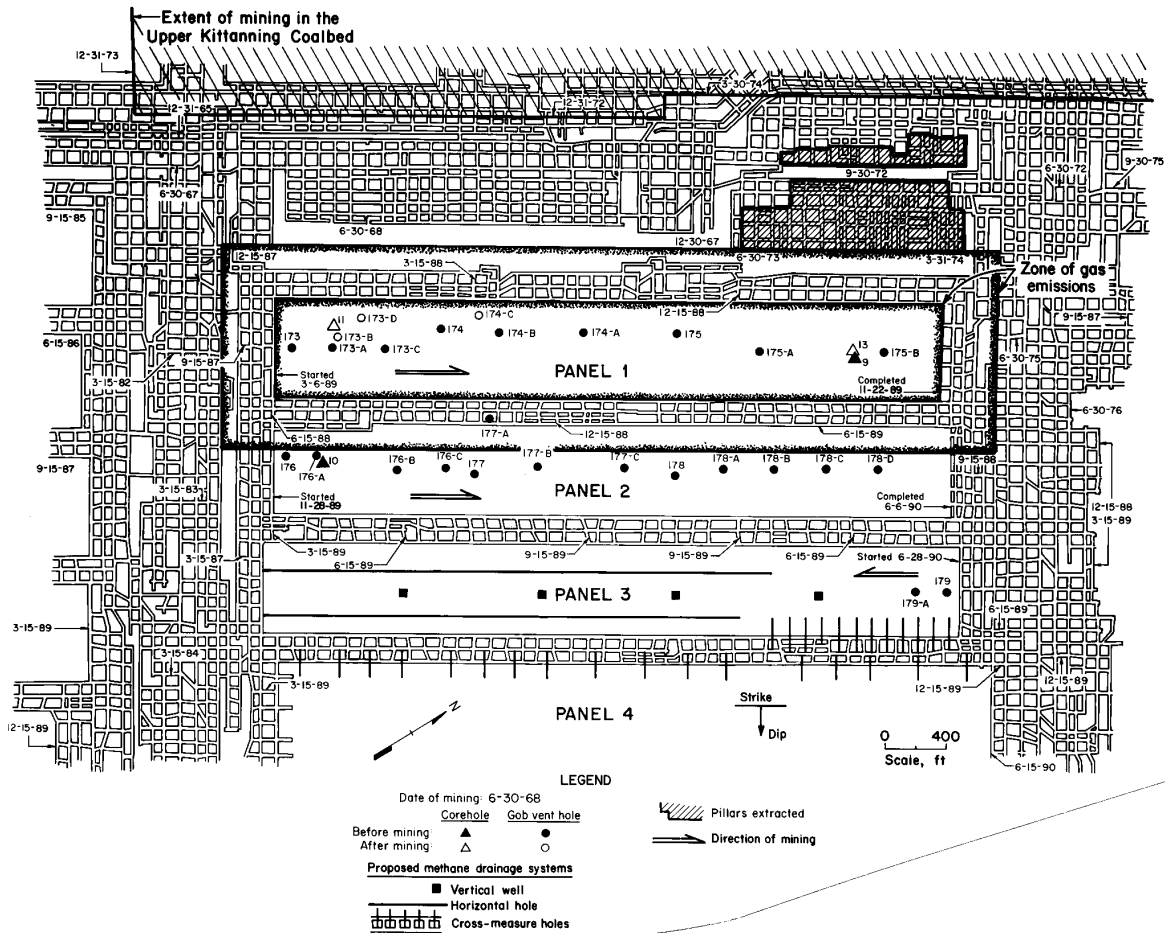 Extent of mining in the
Upper Kittanning Coalbed
12-31-73
3-30-74
12-31-72
12-31-65
9-30-75
6-30-72
6-30-67
9-30-72
9-15-85
6-30-68
12-30-67
12-15-87
6-30-73
3-31-74
3-15-88
Zone of gas
emissions
12-15-88
11
173-D
174-C
173-B
174
174-B
174-A
175
13
9-15-87
6-15-86
173
173-A
173-C
175-A
9
175-B
9-15-87
6-30-75
3-15-82
Started
3-6-89
PANEL 1
Completed
11-22-89
6-30-76
6-15-88
177-A
12-15-88
6-15-89
9-15-88
9-15-87
176
176-A
10
176-B
176-C
177
177-B
177-C
178
178-A
178-B
178-C
178-D
3-15-83
Started
11-28-89
PANEL 2
Completed
6-6-90
12-15-88
3-15-89
3-15-87
3-15-89
6-15-89
9-15-89
9-15-89
6-15-89
Started 6-28-90
PANEL 3
179-A
179
6-15-89
3-15-89
3-15-84
3-15-89
12-15-89
12-15-89
12-15-89
PANEL 4
N
Strike
Dip
0 400
Scale, ft
6-15-90
LEGEND
Date of mining: 6-30-68
Corehole Gob vent hole
Before mining:
After mining:
Pillars extracted
Direction of mining
Proposed methane drainage systems
Vertical well
Horizontal hole
Cross-measure holes